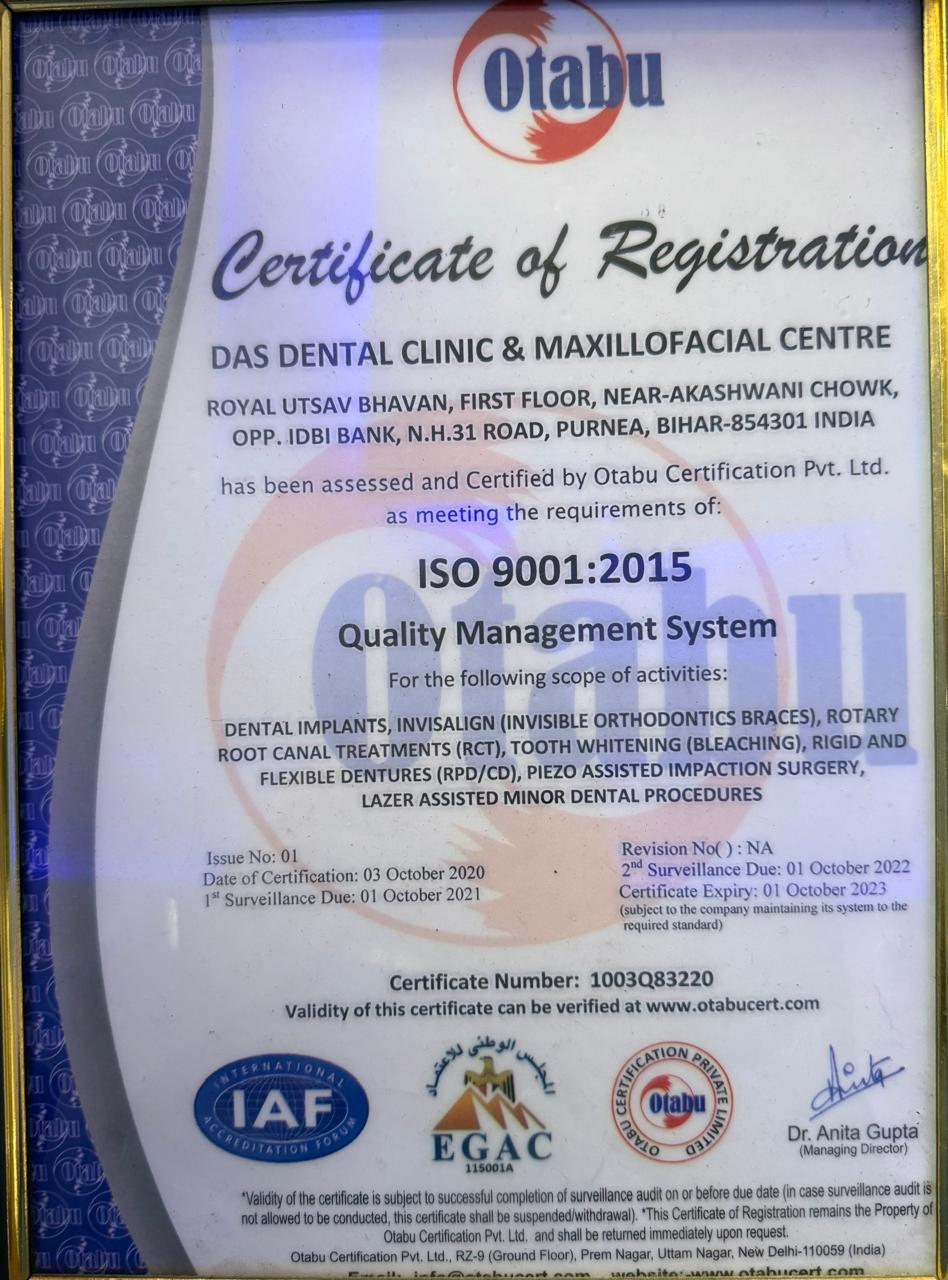 Otabu
Certificate of Registration
DAS DENTAL CLINIC & MAXILLOFACIAL CENTRE
ROYAL UTSAV BHAVAN, FIRST FLOOR, NEAR-AKASHWANI CHOWK,
OPP. IDBI BANK, N.H.31 ROAD, PURNEA, BIHAR-854301 INDIA
has been assessed and Certified by Otabu Certification Pvt. Ltd.
as meeting the requirements of:
ISO 9001:2015
Quality Management System
For the following scope of activities:
DENTAL IMPLANTS, INVISALIGN (INVISIBLE ORTHODONTICS BRACES), ROTARY
ROOT CANAL TREATMENTS (RCT), TOOTH WHITENING (BLEACHING), RIGID AND
FLEXIBLE DENTURES (RPD/CD), PIEZO ASSISTED IMPACTION SURGERY,
LAZER ASSISTED MINOR DENTAL PROCEDURES
Issue No: 01
Date of Certification: 03 October 2020
1st Surveillance Due: 01 October 2021
Revision No( ) : NA
2nd Surveillance Due: 01 October 2022
Certificate Expiry: 01 October 2023
(subject to the company maintaining its system to the
required standard)
Certificate Number: 1003Q83220
Validity of this certificate can be verified at www.otabucert.com
INTERNATIONAL
IAF
ACCREDITATION FORUM
المجلس الوطني للاعتماد
EGAC
115001A
OTABU CERTIFICATION PRIVATE LIMITED
Otabu
Anita
Dr. Anita Gupta
(Managing Director)
*Validity of the certificate is subject to successful completion of surveillance audit on or before due date (in case surveillance audit is
not allowed to be conducted, this certificate shall be suspended/withdrawal). *This Certificate of Registration remains the Property of
Otabu Certification Pvt. Ltd. and shall be returned immediately upon request.
Otabu Certification Pvt. Ltd., RZ-9 (Ground Floor), Prem Nagar, Uttam Nagar, New Delhi-110059 (India)
Email: info@otabucert.com website: www.otabucert.com